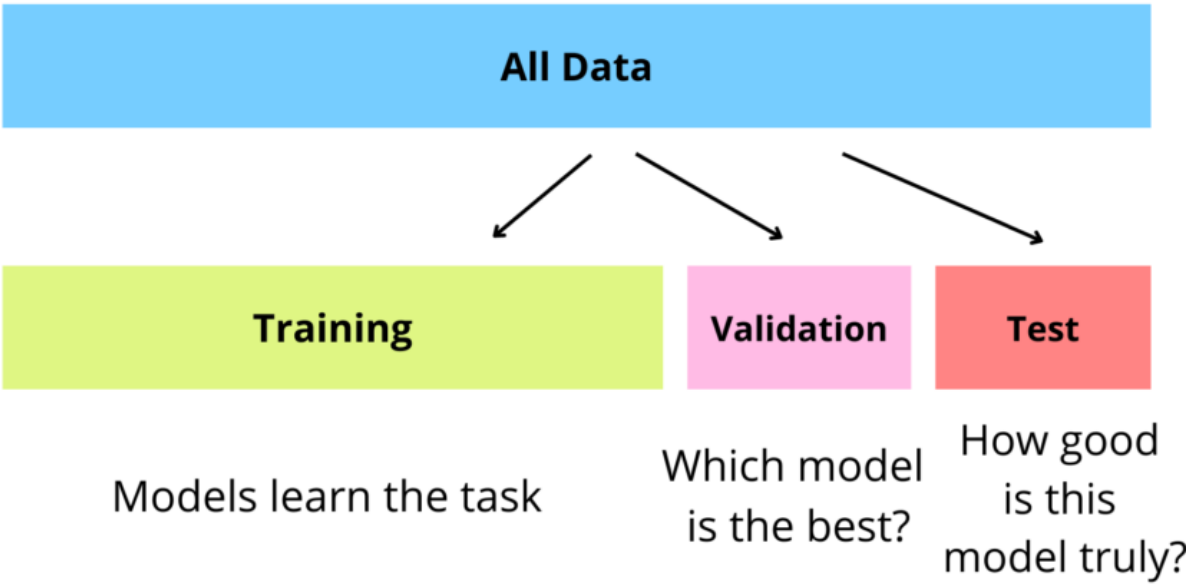 All Data
Training
Validation
Test
Models learn the task
Which model
is the best?
How good
is this
model truly?